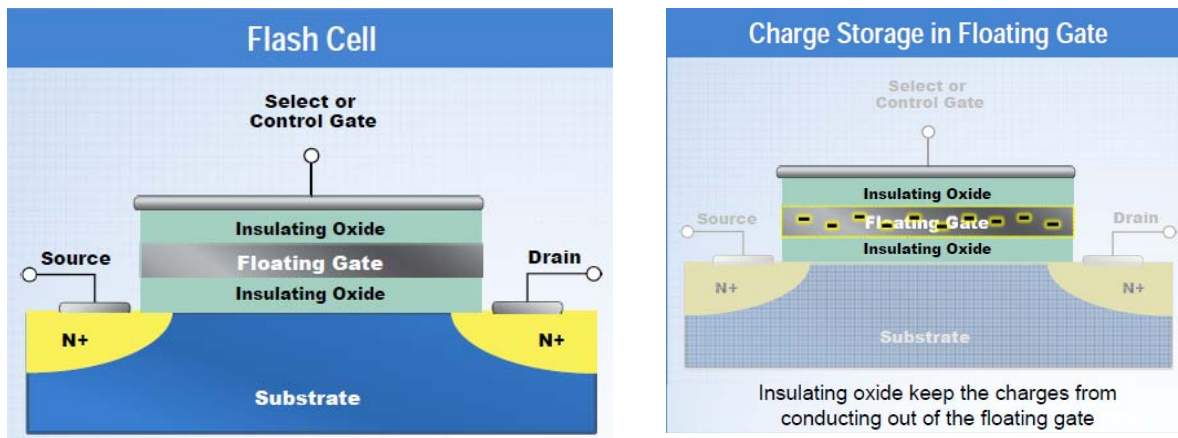 Flash Cell
Select or
Control Gate
Insulating Oxide
Source
Floating Gate
Drain
Insulating Oxide
N+
N+
Substrate
Charge Storage in Floating Gate
Select or
Control Gate
Insulating Oxide
Source
Floating Gate
Drain
Insulating Oxide
N+
N+
Substrate
Insulating oxide keep the charges from
conducting out of the floating gate